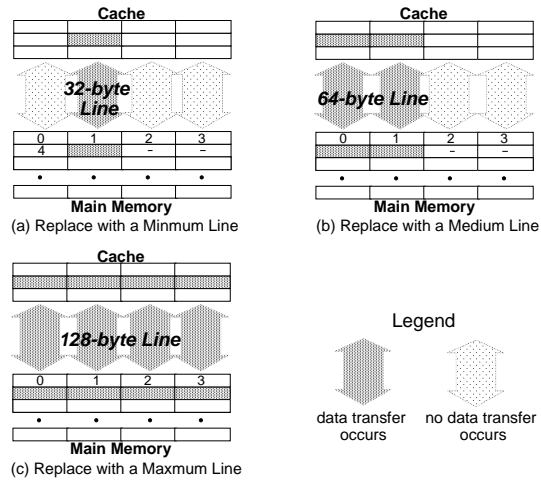 Cache
32-byte
Line
0 1 2 3
4 – –
• • • •
Main Memory
(a) Replace with a Minmum Line
Cache
64-byte Line
0 1 2 3
– –
• • • •
Main Memory
(b) Replace with a Medium Line
Cache
128-byte Line
0 1 2 3
• • • •
Main Memory
(c) Replace with a Maxmum Line
Legend
data transfer
occurs
no data transfer
occurs